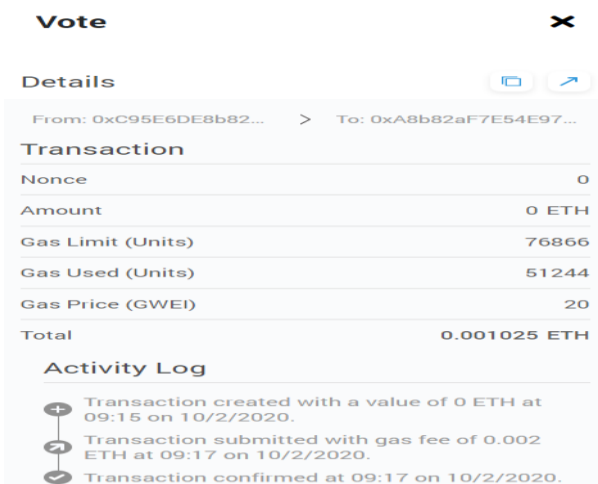 Vote
Details
From: 0xC95E6DE8b82... > To: 0xA8b82aF7E54E97...
Transaction
Nonce 0
Amount 0 ETH
Gas Limit (Units) 76866
Gas Used (Units) 51244
Gas Price (GWEI) 20
Total 0.001025 ETH
Activity Log
Transaction created with a value of 0 ETH at
09:15 on 10/2/2020.
Transaction submitted with gas fee of 0.002
ETH at 09:17 on 10/2/2020.
Transaction confirmed at 09:17 on 10/2/2020.